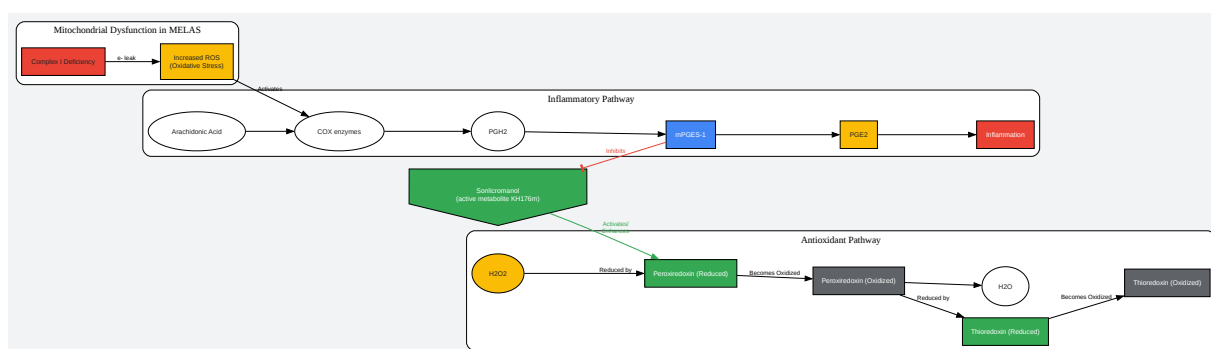 Mitochondrial Dysfunction in MELAS
Complex I Deficiency
e- leak
Increased ROS
(Oxidative Stress)
Activates
Inflammatory Pathway
Arachidonic Acid
COX enzymes
PGH2
mPGES-1
PGE2
Inflammation
Inhibits
Sonlicromanol
(active metabolite KH176m)
Activates/
Enhances
Antioxidant Pathway
H2O2
Reduced by
Peroxiredoxin (Reduced)
Becomes Oxidized
Peroxiredoxin (Oxidized)
H2O
Reduced by
Thioredoxin (Reduced)
Becomes Oxidized
Thioredoxin (Oxidized)